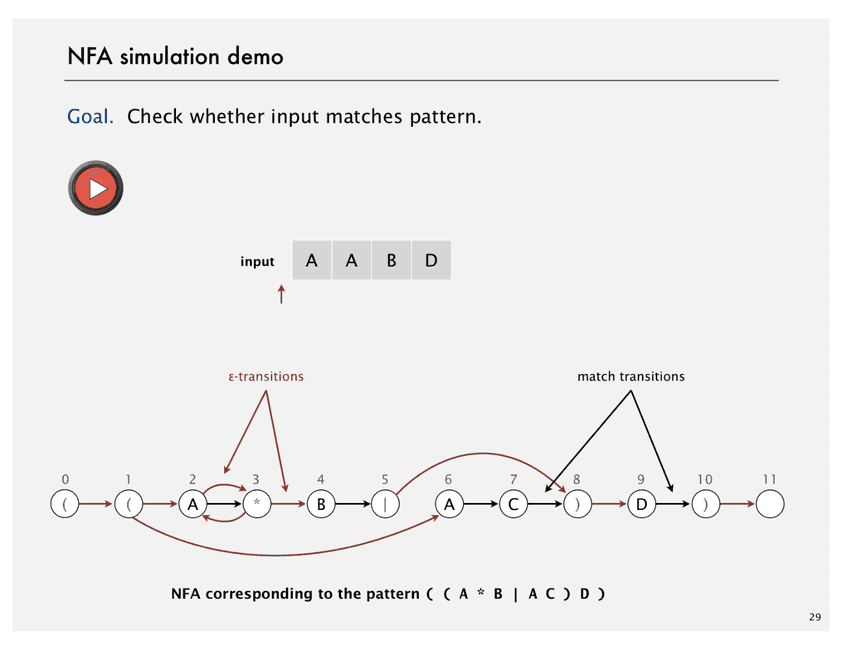 NFA simulation demo
Goal. Check whether input matches pattern.
input A A B D
ε-transitions match transitions
0 1 2 3 4 5 6 7 8 9 10 11
( ( A * B | A C ) D )
NFA corresponding to the pattern ( ( A * B | A C ) D )
29